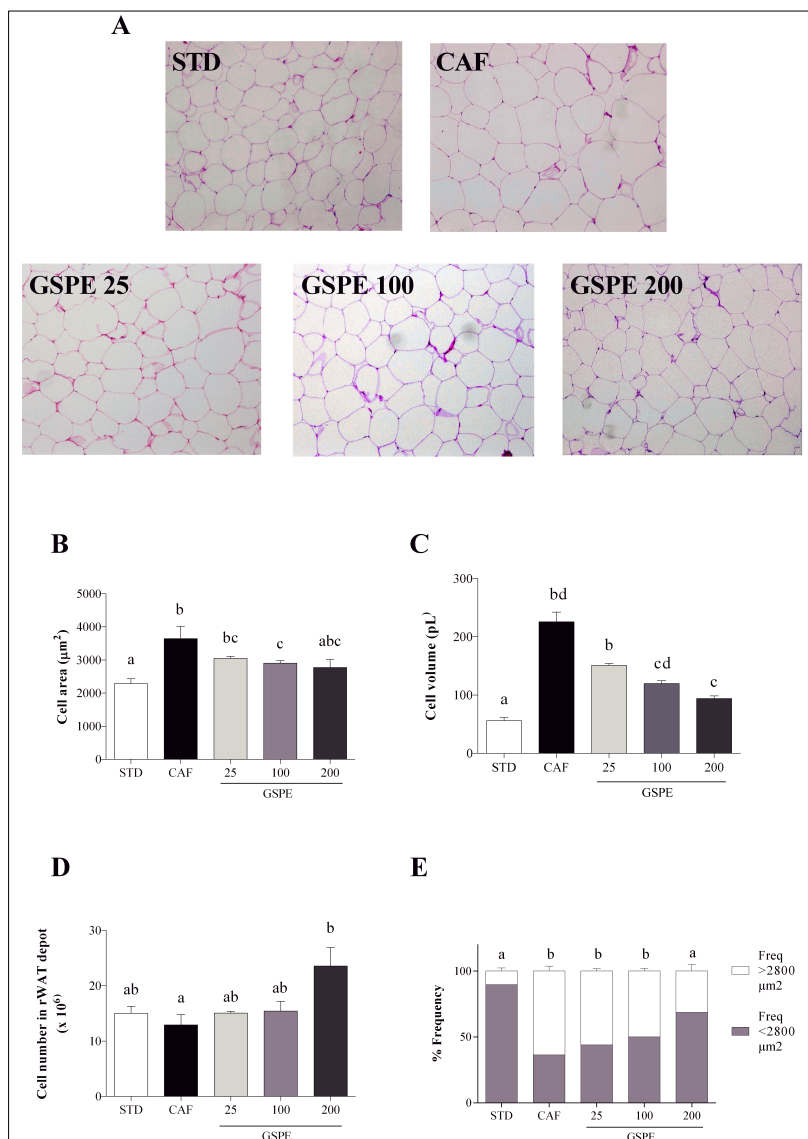 A
STD
CAF
GSPE 25
GSPE 100
GSPE 200
B
Cell area (µm²)
5000
4000
3000
2000
1000
0
a
b
bc
c
abc
STD
CAF
25
100
200
GSPE
C
Cell volume (pL)
300
200
100
0
a
bd
b
cd
c
STD
CAF
25
100
200
GSPE
D
Cell number in rWAT depot
(x 10⁶)
30
20
10
0
ab
a
ab
ab
b
STD
CAF
25
100
200
GSPE
E
% Frequency
100
50
0
a
b
b
b
a
STD
CAF
25
100
200
GSPE
Freq
>2800
µm2
Freq
<2800
µm2